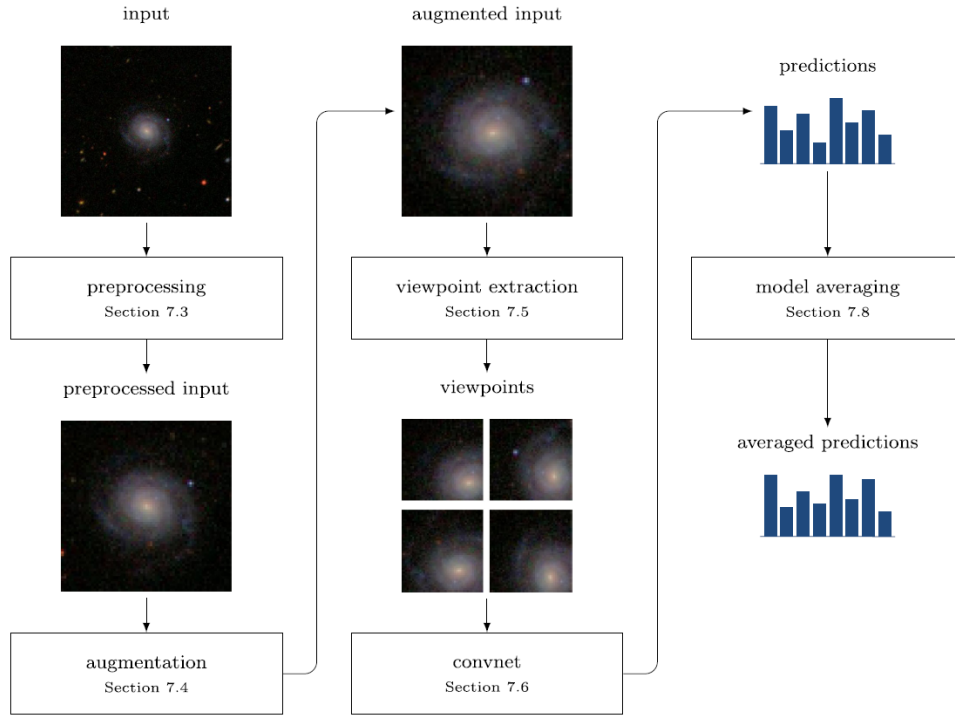 input
preprocessing
Section 7.3
preprocessed input
augmentation
Section 7.4
augmented input
viewpoint extraction
Section 7.5
viewpoints
convnet
Section 7.6
predictions
model averaging
Section 7.8
averaged predictions